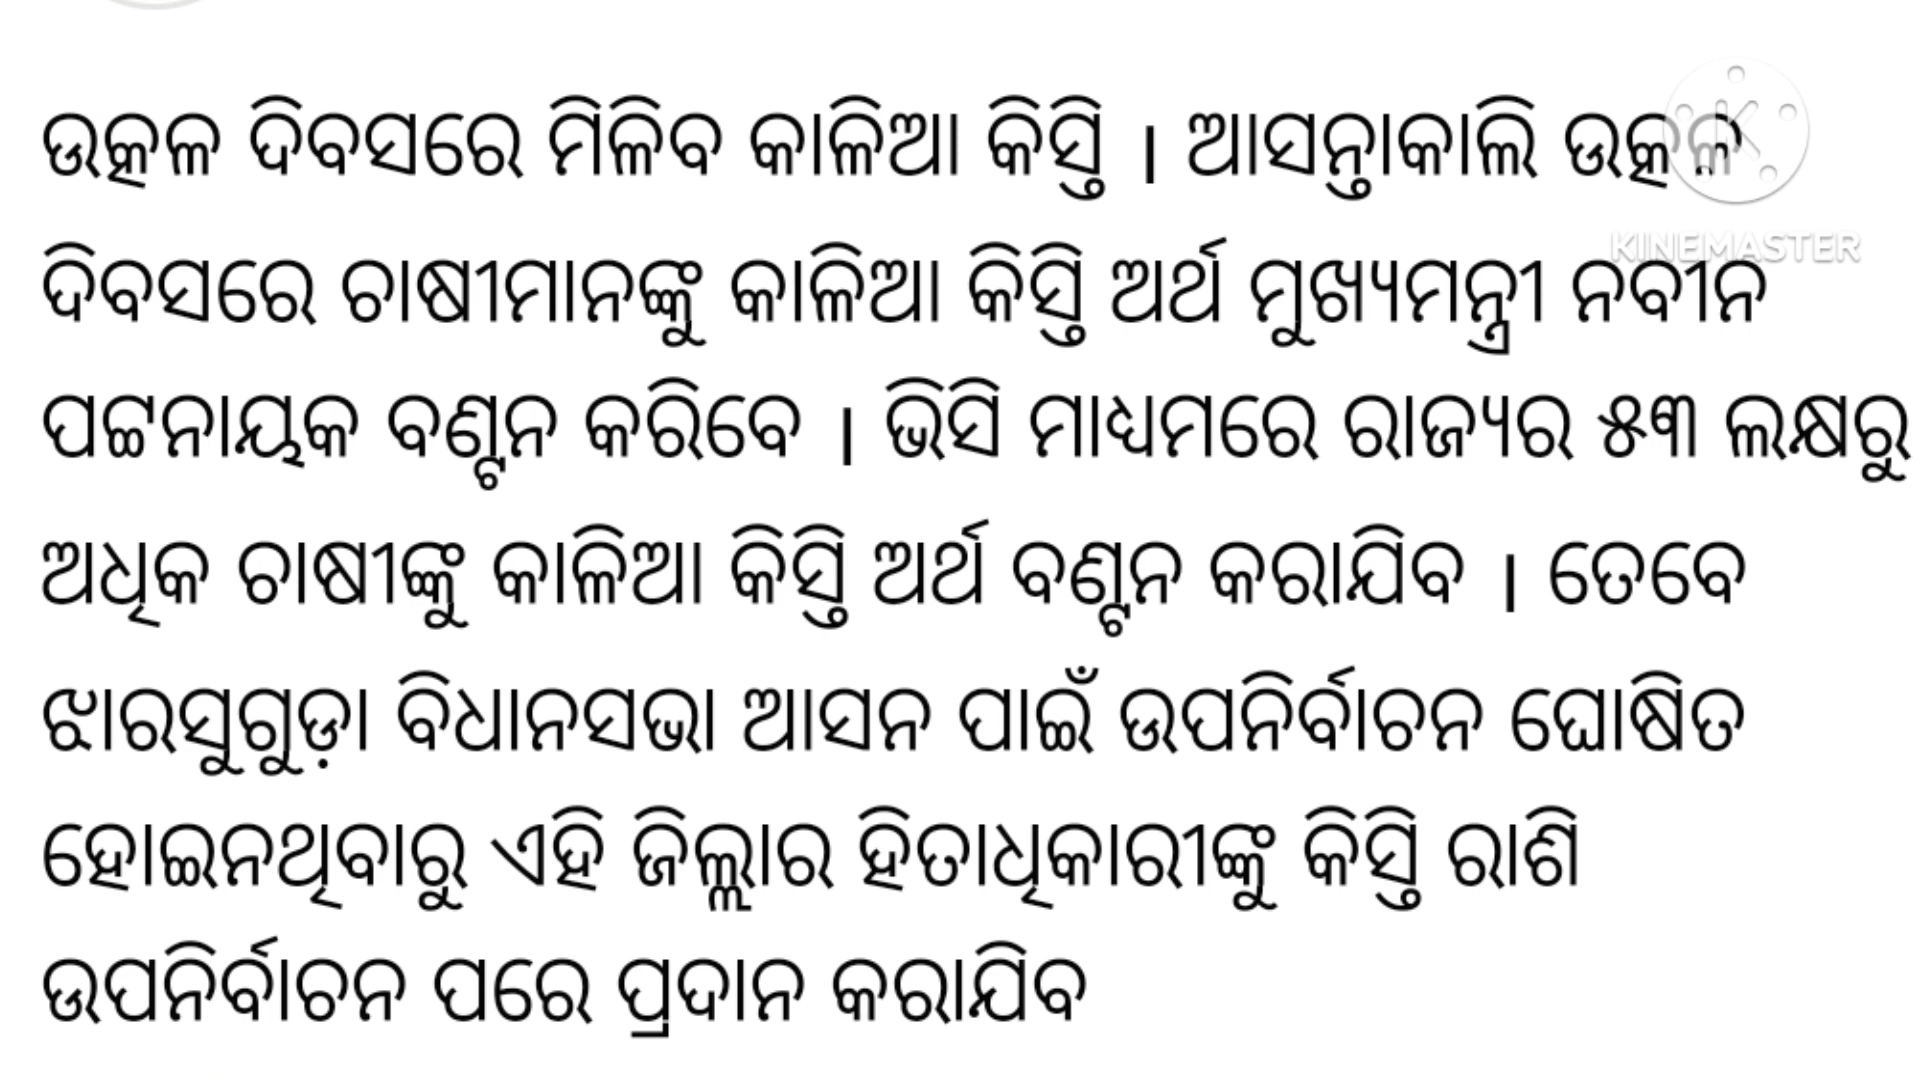 ଉତ୍କଳ ଦିବସରେ ମିଳିବ କାଳିଆ କିସ୍ତି । ଆସନ୍ତାକାଲି ଉତ୍କଳ
KINEMASTER
ଦିବସରେ ଚାଷୀମାନଙ୍କୁ କାଳିଆ କିସ୍ତି ଅର୍ଥ ମୁଖ୍ୟମନ୍ତ୍ରୀ ନବୀନ
ପଟ୍ଟନାୟକ ବଣ୍ଟନ କରିବେ । ଭିସି ମାଧ୍ୟମରେ ରାଜ୍ୟର ୫୩ ଲକ୍ଷରୁ
ଅଧିକ ଚାଷୀଙ୍କୁ କାଳିଆ କିସ୍ତି ଅର୍ଥ ବଣ୍ଟନ କରାଯିବ । ତେବେ
ଝାରସୁଗୁଡ଼ା ବିଧାନସଭା ଆସନ ପାଇଁ ଉପନିର୍ବାଚନ ଘୋଷିତ
ହୋଇନଥିବାରୁ ଏହି ଜିଲ୍ଲାର ହିତାଧିକାରୀଙ୍କୁ କିସ୍ତି ରାଶି
ଉପନିର୍ବାଚନ ପରେ ପ୍ରଦାନ କରାଯିବ